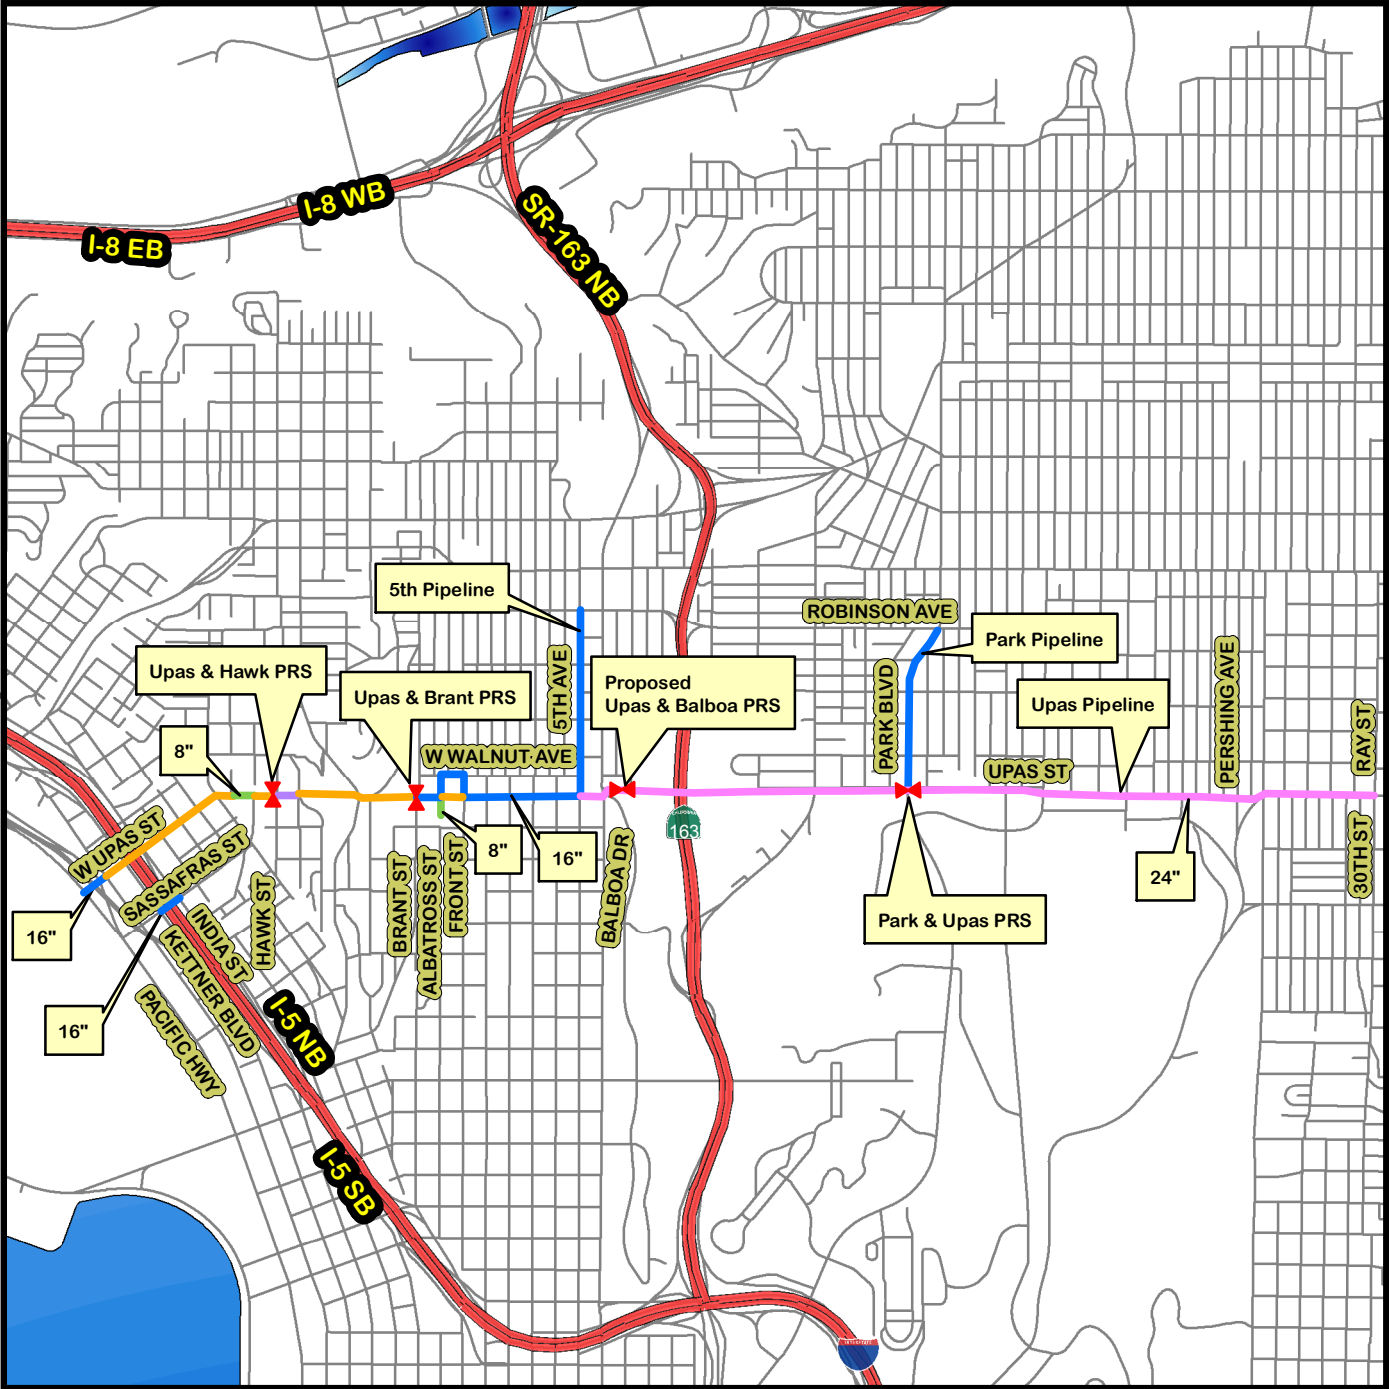 I-8 WB
I-8 EB
SR-163 NB
5th Pipeline
ROBINSON AVE
Park Pipeline
Upas & Hawk PRS
Upas & Brant PRS
5TH AVE
Proposed
Upas & Balboa PRS
PARK BLVD
Upas Pipeline
PERSHING AVE
RAY ST
8"
W WALNUT AVE
UPAS ST
W UPAS ST
SASSAFRAS ST
163
8"
16"
24"
30TH ST
BRANT ST
ALBATROSS ST
FRONT ST
BALBOA DR
HAWK ST
INDIA ST
KETTNER BLVD
Park & Upas PRS
16"
16"
PACIFIC HWY
I-5 NB
I-5 SB